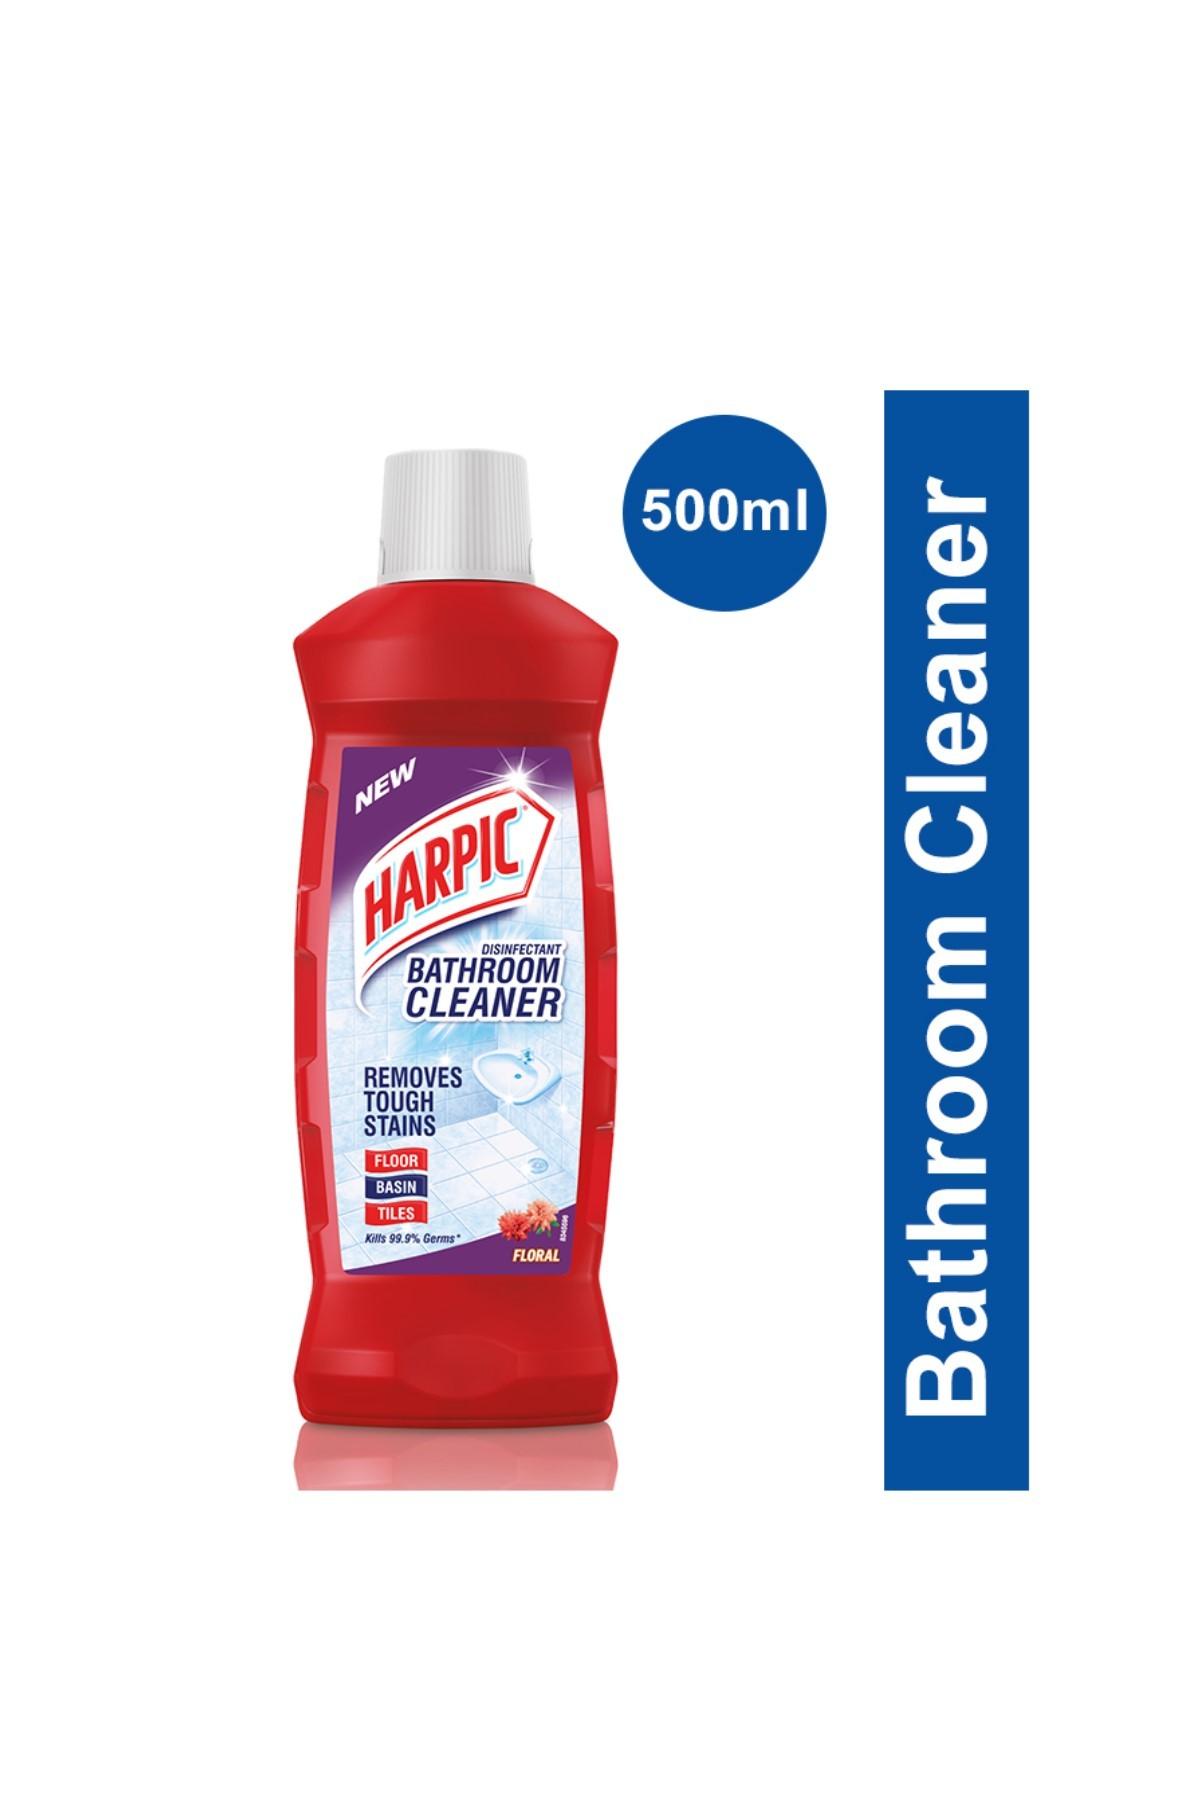 500ml
NEW
HARPIC
DISINFECTANT
BATHROOM
CLEANER
REMOVES
TOUGH
STAINS
FLOOR
BASIN
TILES
Kills 99.9% Germs*
FLORAL
Bathroom Cleaner